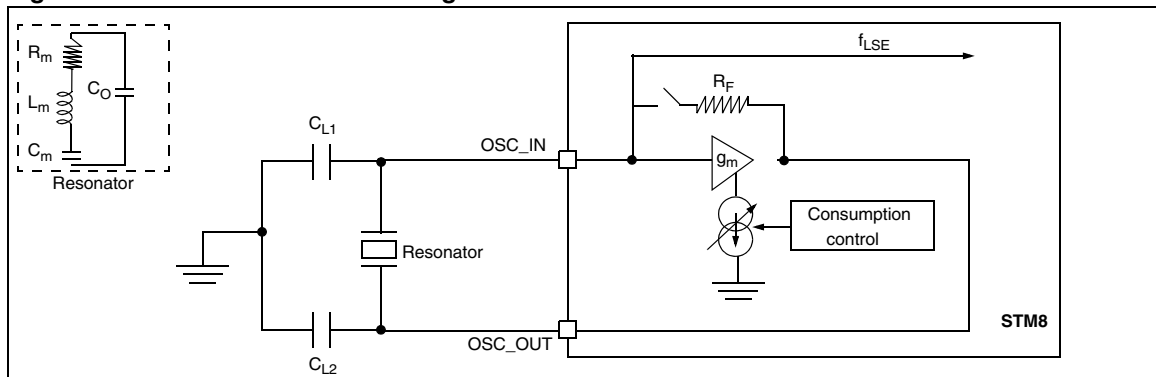 R_m
L_m
C_O
C_m
Resonator
C_L1
OSC_IN
Resonator
C_L2
OSC_OUT
f_LSE
R_F
g_m
Consumption
control
STM8